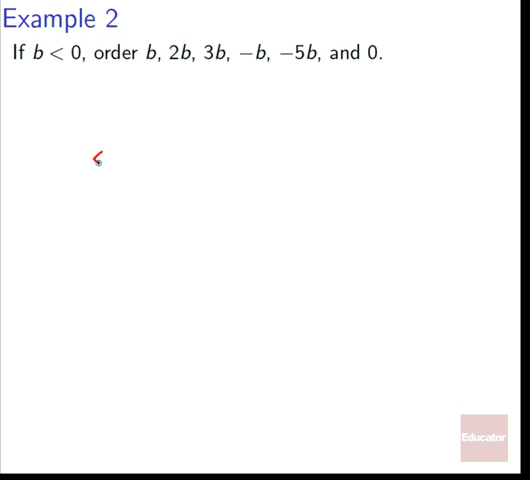 Example 2
If b < 0, order b, 2b, 3b, −b, −5b, and 0.
Educator